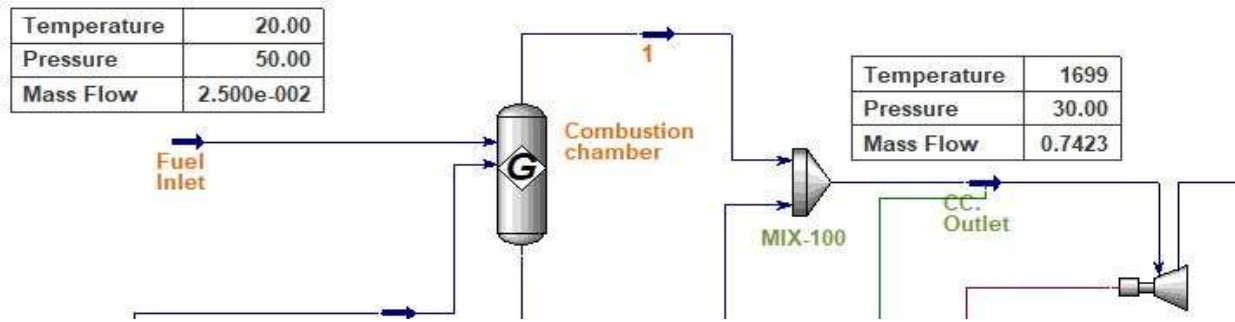 Temperature 20.00
Pressure 50.00
Mass Flow 2.500e-002
Fuel
Inlet
G
Combustion
chamber
1
MIX-100
Temperature 1699
Pressure 30.00
Mass Flow 0.7423
CC.
Outlet